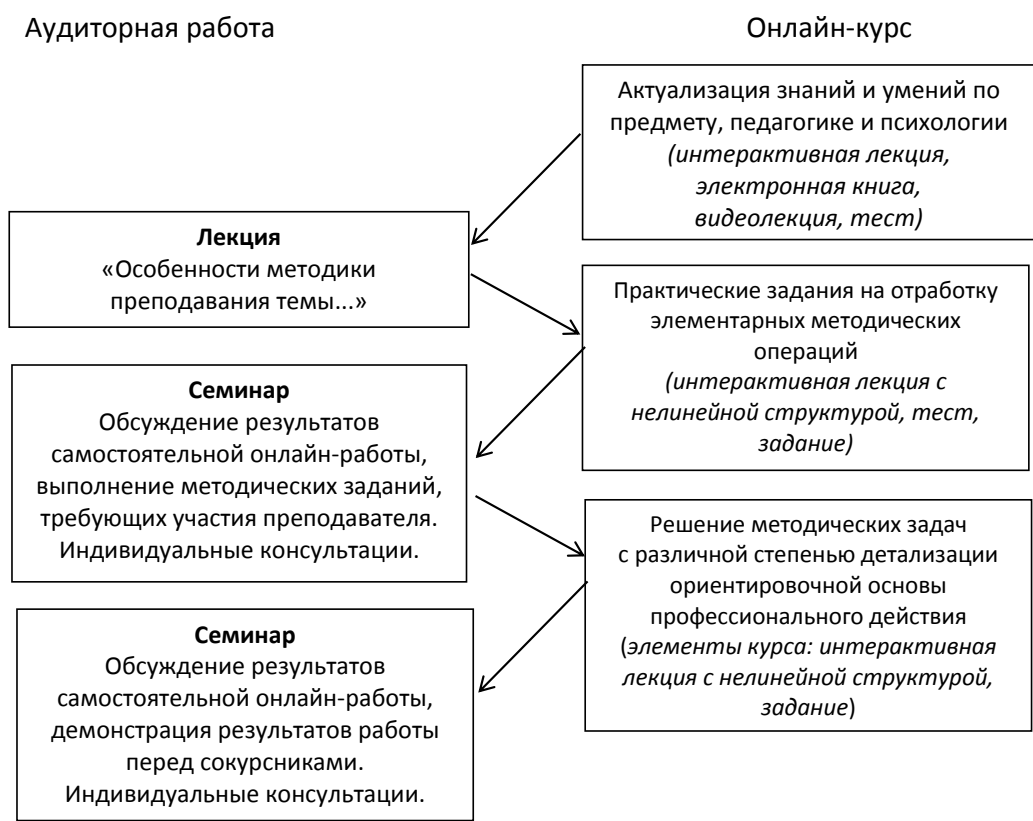 Аудиторная работа
Онлайн-курс
Актуализация знаний и умений по
предмету, педагогике и психологии
(интерактивная лекция,
электронная книга,
видеолекция, тест)
Лекция
«Особенности методики
преподавания темы...»
Практические задания на отработку
элементарных методических
операций
(интерактивная лекция с
нелинейной структурой, тест,
задание)
Семинар
Обсуждение результатов
самостоятельной онлайн-работы,
выполнение методических заданий,
требующих участия преподавателя.
Индивидуальные консультации.
Решение методических задач
с различной степенью детализации
ориентировочной основы
профессионального действия
(элементы курса: интерактивная
лекция с нелинейной структурой,
задание)
Семинар
Обсуждение результатов
самостоятельной онлайн-работы,
демонстрация результатов работы
перед сокурсниками.
Индивидуальные консультации.